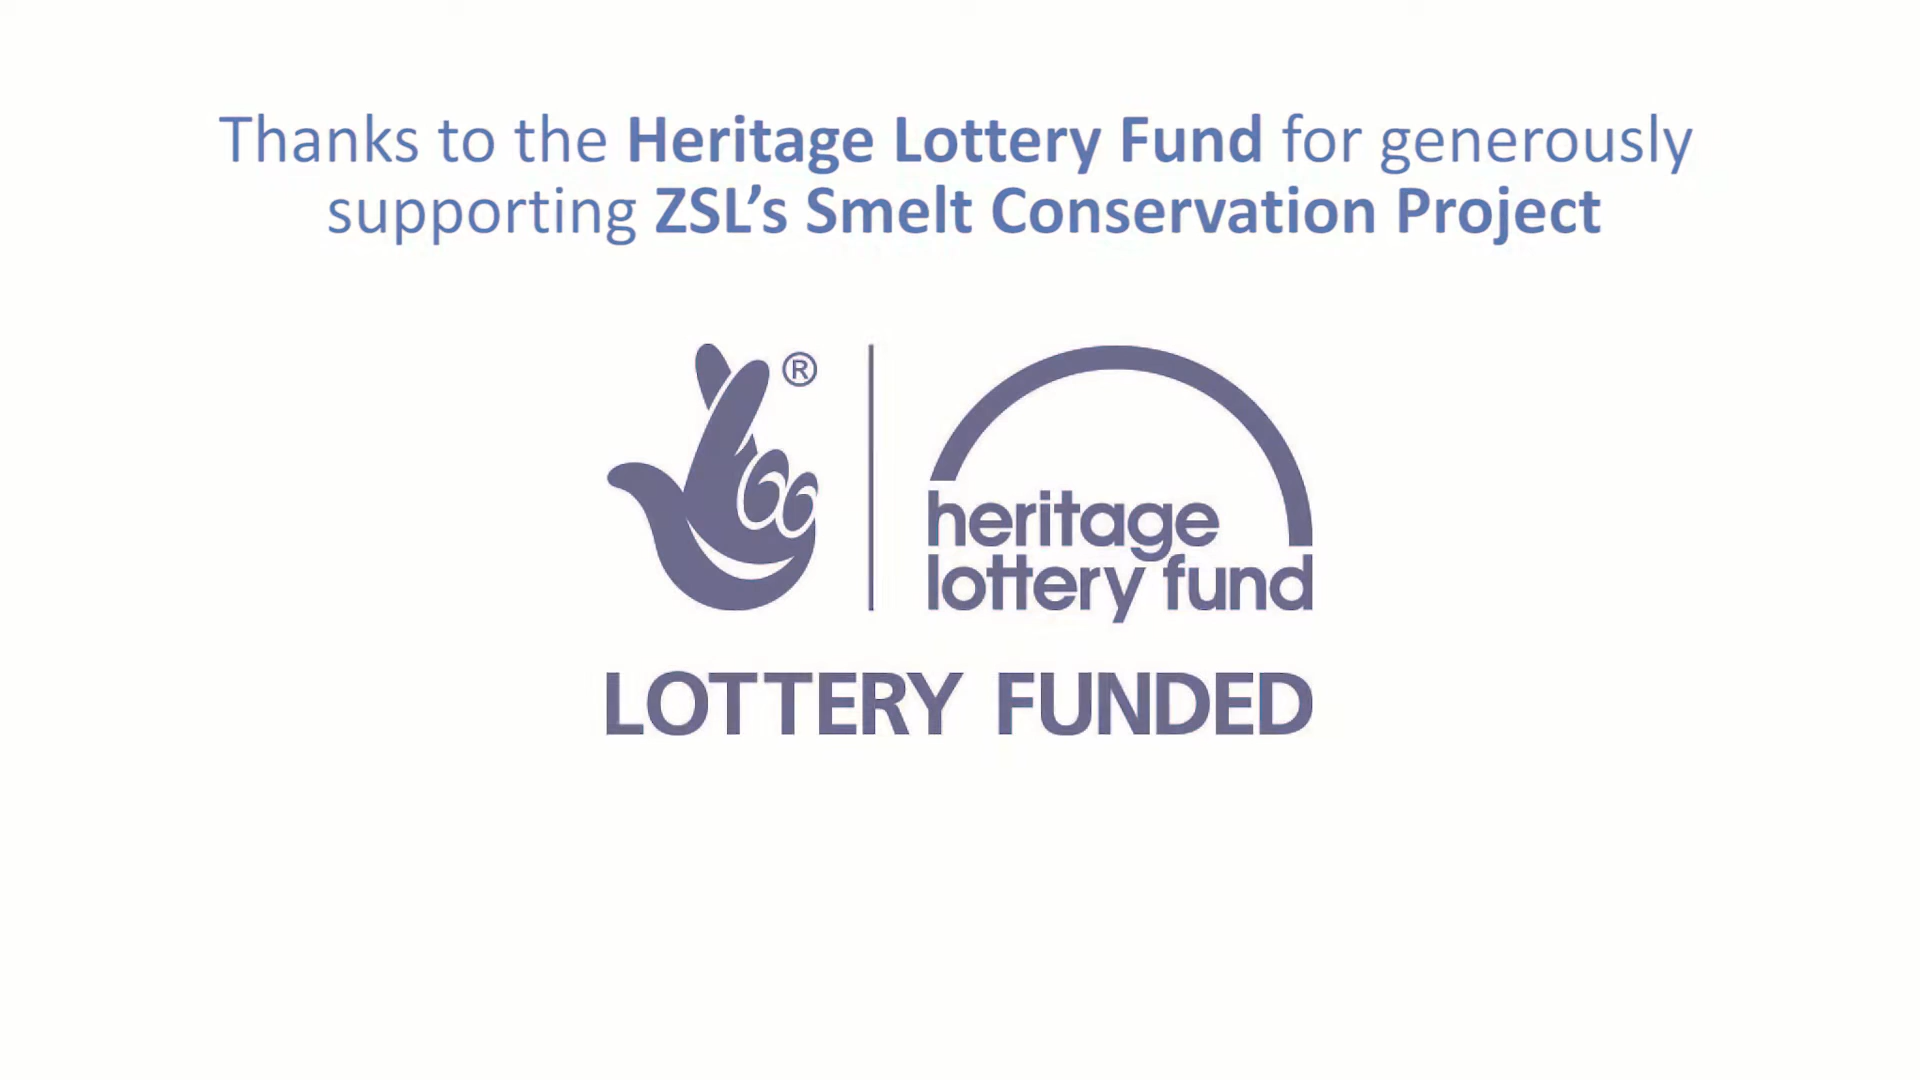 Thanks to the Heritage Lottery Fund for generously
supporting ZSL’s Smelt Conservation Project
®
heritage
lottery fund
LOTTERY FUNDED